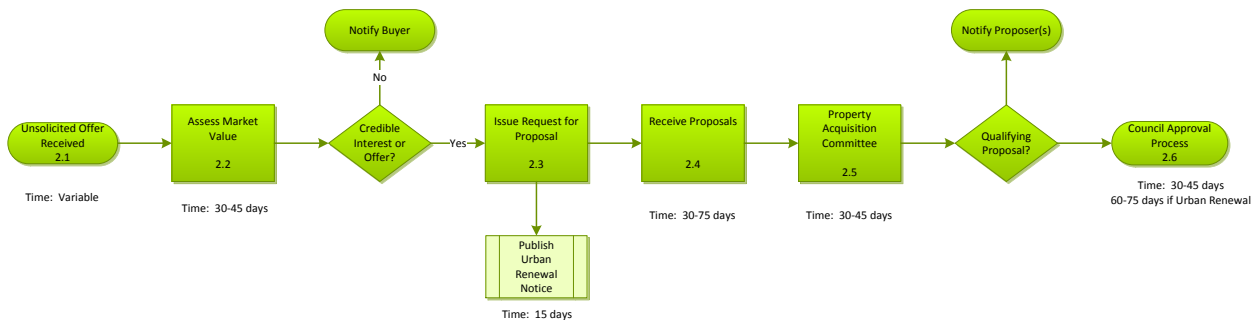 Unsolicited Offer
Received
2.1
Time:  Variable
Assess Market
Value
2.2
Time:  30-45 days
Notify Buyer
No
Credible
Interest or
Offer?
Yes
Issue Request for
Proposal
2.3
Publish
Urban
Renewal
Notice
Time:  15 days
Receive Proposals
2.4
Time:  30-75 days
Property
Acquisition
Committee
2.5
Time:  30-45 days
Notify Proposer(s)
Qualifying
Proposal?
Council Approval
Process
2.6
Time:  30-45 days
60-75 days if Urban Renewal